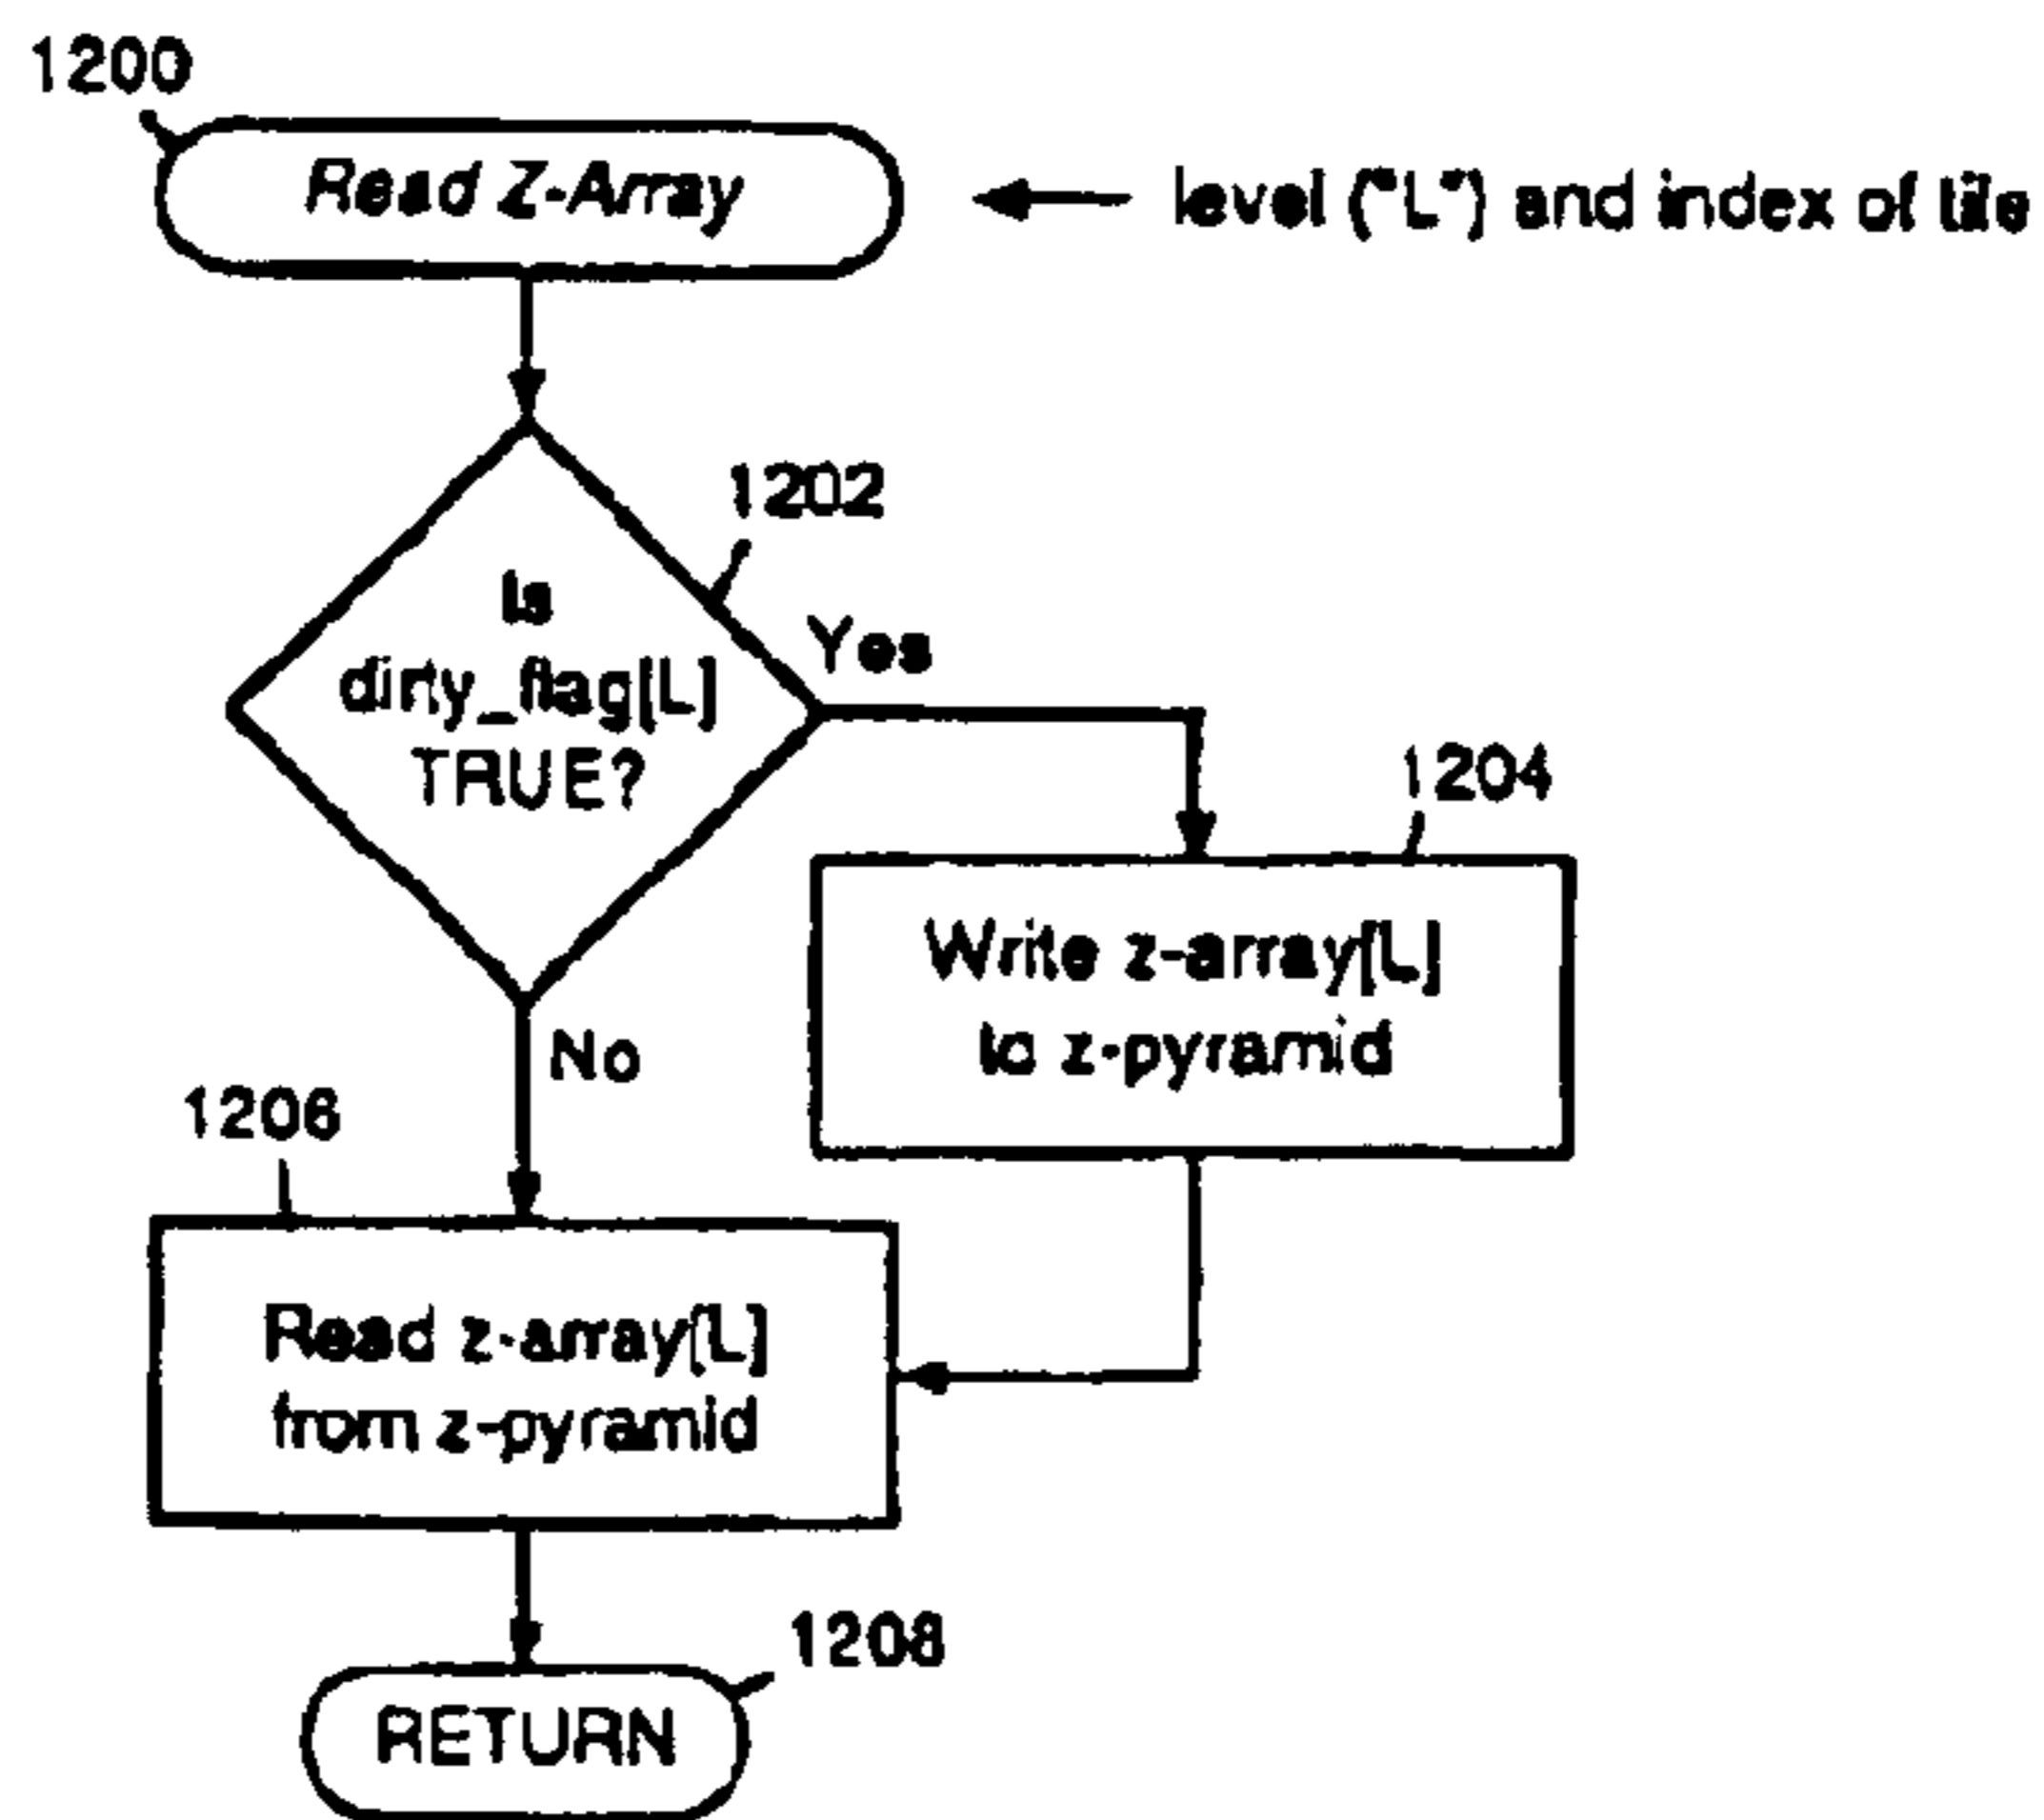 1200
Read Z-Array
level ("L") and index of tile
1202
Is
dirty_flag[L]
TRUE?
Yes
1204
Write z-array[L]
to z-pyramid
No
1206
Read z-array[L]
from z-pyramid
1208
RETURN